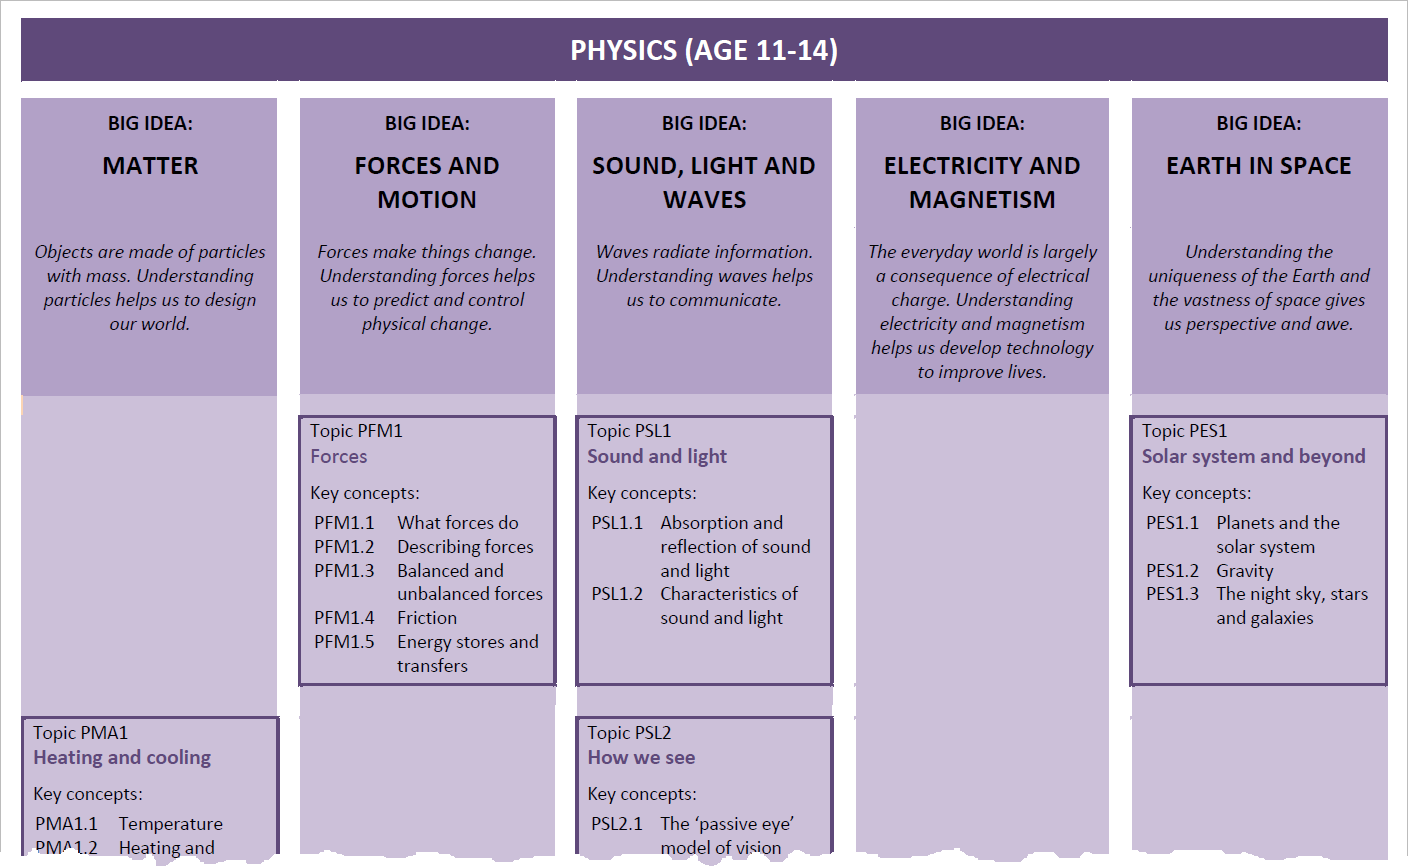 PHYSICS (AGE 11-14)
BIG IDEA:
MATTER
Objects are made of particles
with mass. Understanding
particles helps us to design
our world.
BIG IDEA:
FORCES AND
MOTION
Forces make things change.
Understanding forces helps
us to predict and control
physical change.
BIG IDEA:
SOUND, LIGHT AND
WAVES
Waves radiate information.
Understanding waves helps
us to communicate.
BIG IDEA:
ELECTRICITY AND
MAGNETISM
The everyday world is largely
a consequence of electrical
charge. Understanding
electricity and magnetism
helps us develop technology
to improve lives.
BIG IDEA:
EARTH IN SPACE
Understanding the
uniqueness of the Earth and
the vastness of space gives
us perspective and awe.
Topic PFM1
Forces
Key concepts:
PFM1.1 What forces do
PFM1.2 Describing forces
PFM1.3 Balanced and
unbalanced forces
PFM1.4 Friction
PFM1.5 Energy stores and
transfers
Topic PSL1
Sound and light
Key concepts:
PSL1.1 Absorption and
reflection of sound
and light
PSL1.2 Characteristics of
sound and light
Topic PES1
Solar system and beyond
Key concepts:
PES1.1 Planets and the
solar system
PES1.2 Gravity
PES1.3 The night sky, stars
and galaxies
Topic PMA1
Heating and cooling
Key concepts:
PMA1.1 Temperature
PMA1.2 Heating and
Topic PSL2
How we see
Key concepts:
PSL2.1 The ‘passive eye’
model of vision